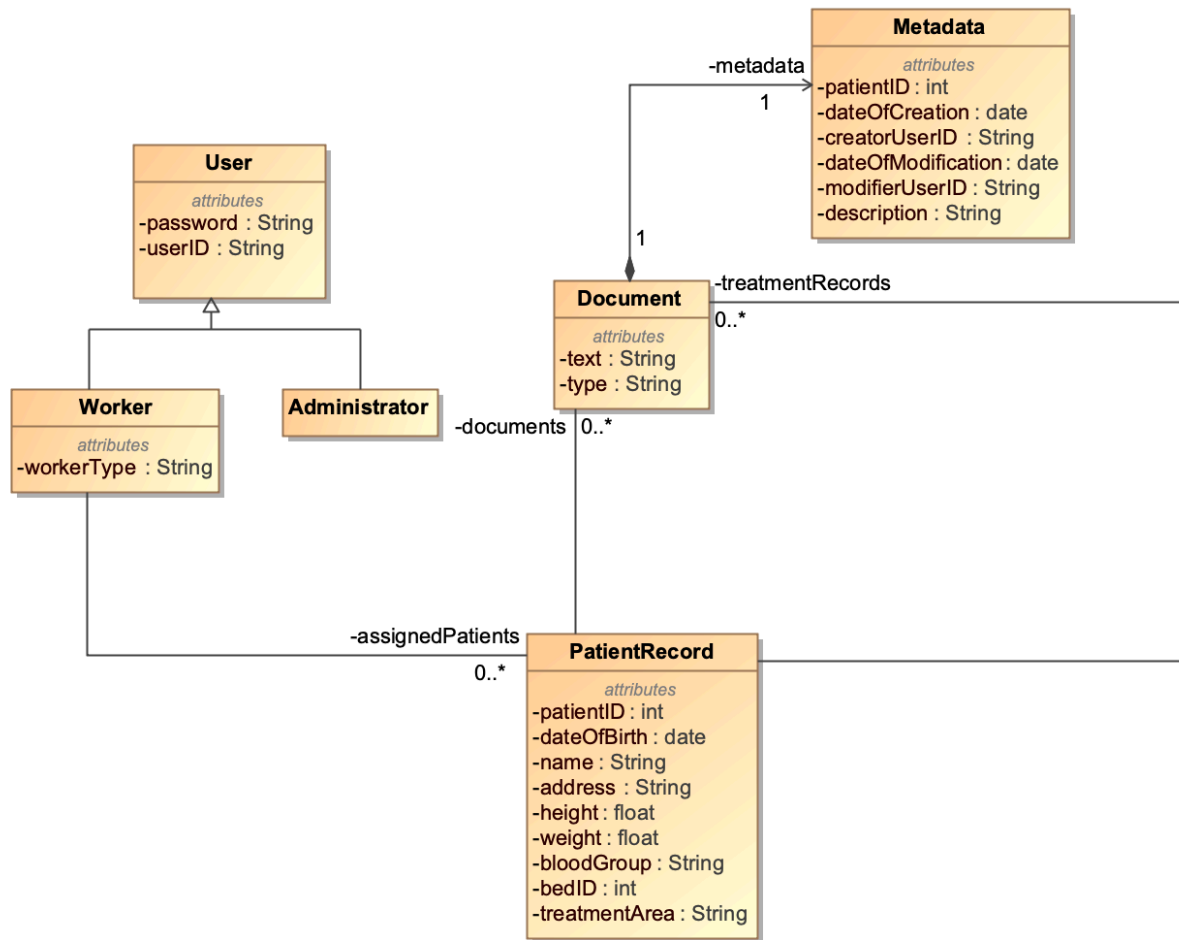 Metadata
attributes
-patientID : int
-dateOfCreation : date
-creatorUserID : String
-dateOfModification : date
-modifierUserID : String
-description : String
-metadata
1
1
User
attributes
-password : String
-userID : String
Document
attributes
-text : String
-type : String
-treatmentRecords
0..*
Worker
attributes
-workerType : String
Administrator
-documents
0..*
-assignedPatients
0..*
PatientRecord
attributes
-patientID : int
-dateOfBirth : date
-name : String
-address : String
-height : float
-weight : float
-bloodGroup : String
-bedID : int
-treatmentArea : String